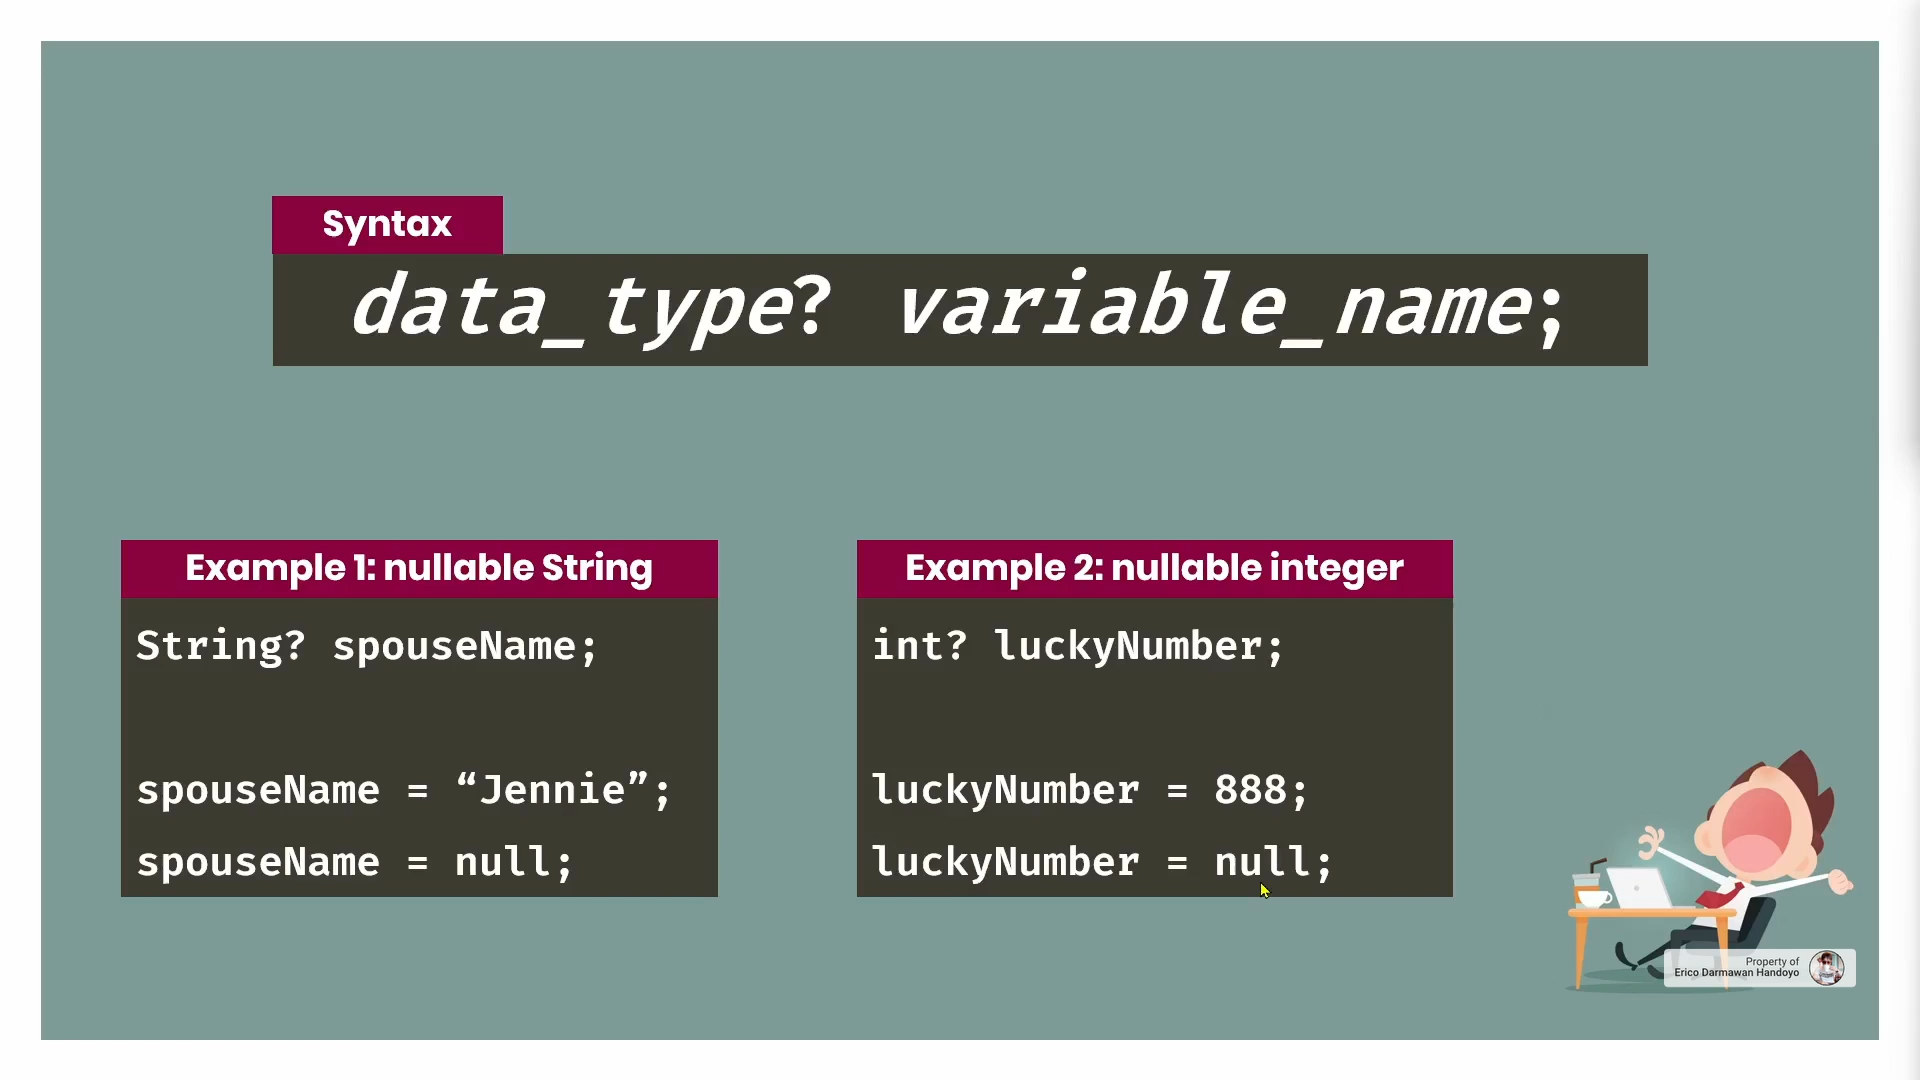 Syntax
data_type? variable_name;
Example 1: nullable String
String? spouseName;
spouseName = “Jennie”;
spouseName = null;
Example 2: nullable integer
int? luckyNumber;
luckyNumber = 888;
luckyNumber = null;
Property of
Erico Darmawan Handoyo